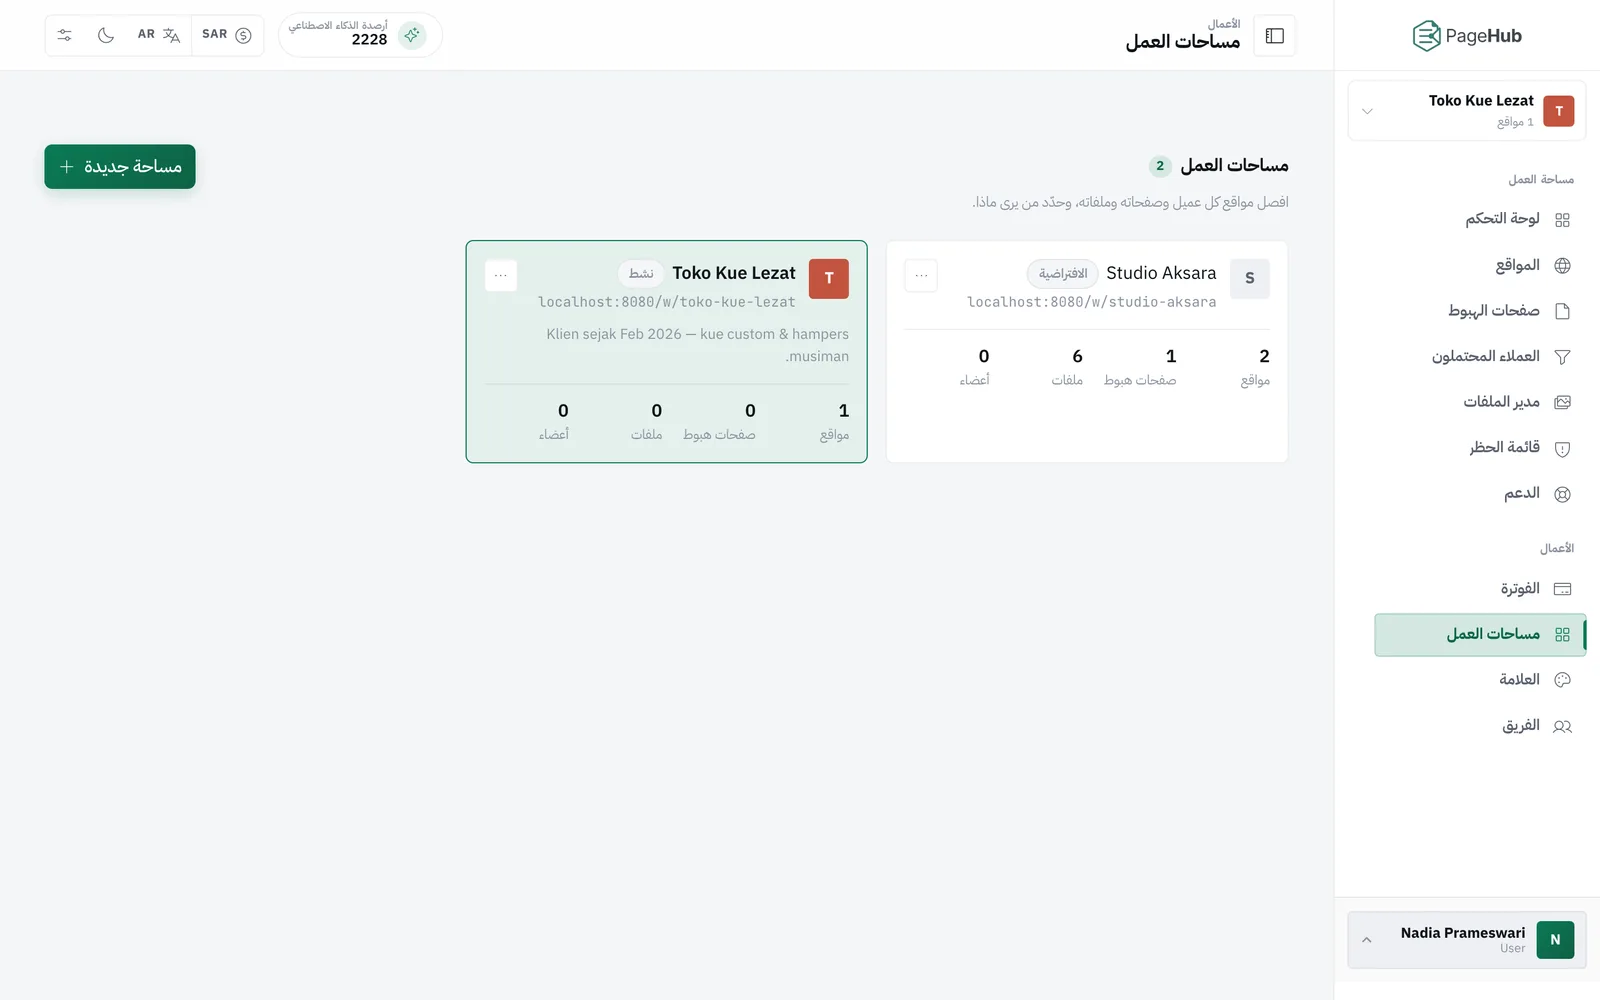 PageHub
Toko Kue Lezat
1 مواقع
مساحة العمل
لوحة التحكم
المواقع
صفحات الهبوط
العملاء المحتملون
مدير الملفات
قائمة الحظر
الدعم
الأعمال
الفوترة
مساحات العمل
العلامة
الفريق
Nadia Prameswari
User
N
T
الأعمال
مساحات العمل
أرصدة الذكاء الاصطناعي
2228
SAR
AR
مساحات العمل 2
افصل مواقع كل عميل وصفحاته وملفاته، وحدّد من يرى ماذا.
مساحة جديدة
S
Studio Aksara الافتراضية
localhost:8080/w/studio-aksara
2 1 6 0
مواقع صفحات هبوط ملفات أعضاء
T
Toko Kue Lezat نشط
localhost:8080/w/toko-kue-lezat
Klien sejak Feb 2026 — kue custom & hampers
musiman.
1 0 0 0
مواقع صفحات هبوط ملفات أعضاء